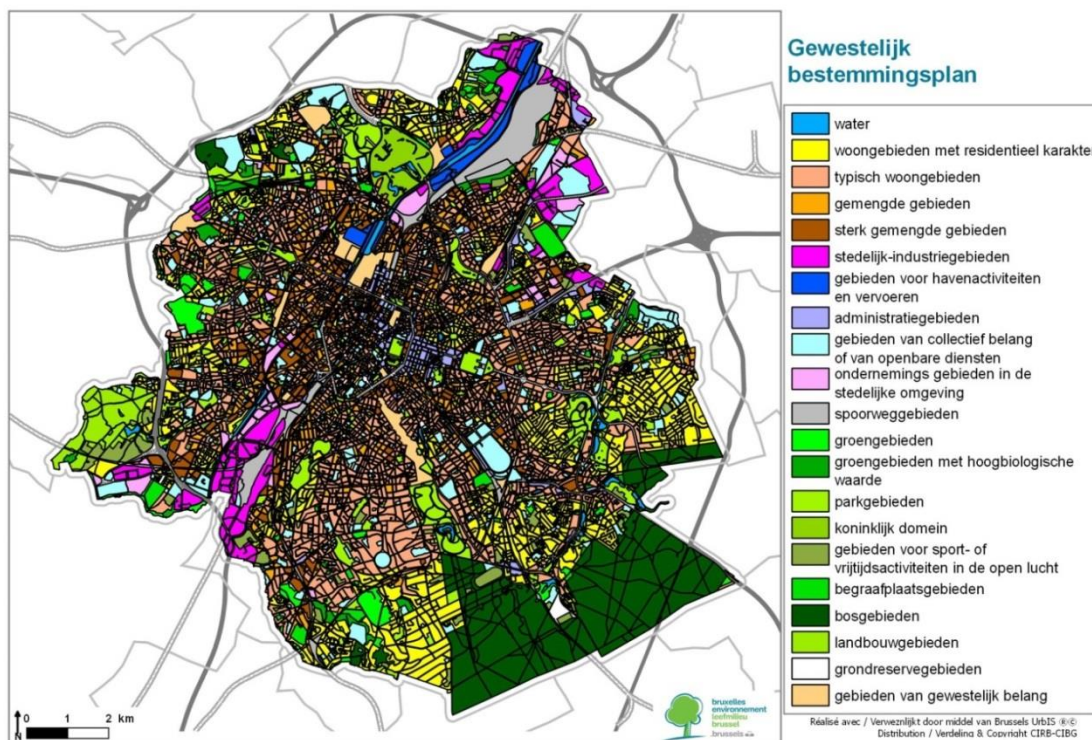 Gewestelijk
bestemmingsplan
water
woongebieden met residentieel karakte
typisch woongebieden
gemengde gebieden
sterk gemengde gebieden
stedelijk-industriegebieden
gebieden voor havenactiviteiten
en vervoeren
administratiegebieden
gebieden van collectief belang
of van openbare diensten
ondernemings gebieden in de
stedelijke omgeving
spoorweggebieden
groengebieden
groengebieden met hoogbiologische
waarde
parkgebieden
koninklijk domein
gebieden voor sport- of
vrijtijdsactiviteiten in de open lucht
begraafplaatsgebieden
bosgebieden
landbouwgebieden
grondreservegebieden
gebieden van gewestelijk belang
N
0 1 2 km
bruxelles
environnement
leefmilieu
brussel
.brussels
Réalisé avec / Verweznlijkt door middel van Brussels UrbIS ®©
Distribution / Verdeling & Copyright CIRB-CIBG